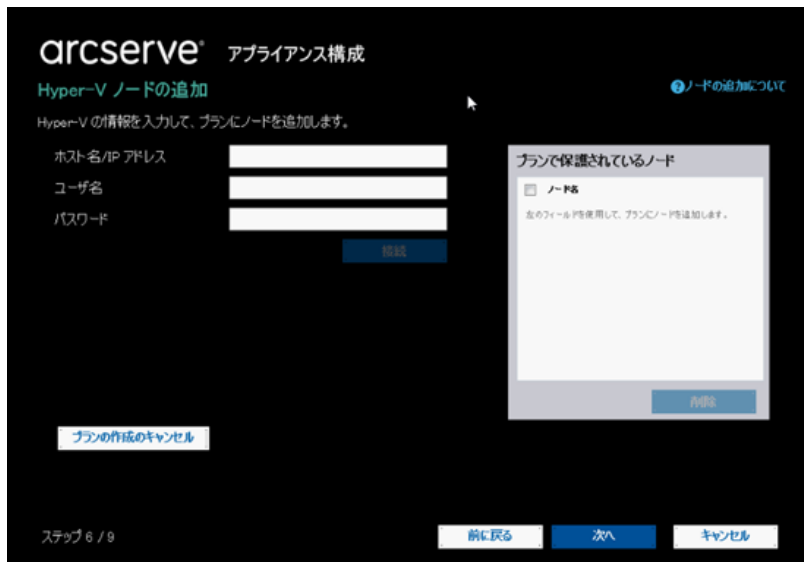 arcserve® アプライアンス構成
Hyper-V ノードの追加
?ノードの追加について
Hyper-V の情報を入力して、プランにノードを追加します。
ホスト名/IP アドレス
ユーザ名
パスワード
接続
プランで保護されているノード
ノード名
左のフィールドを使用して、プランにノードを追加します。
削除
プランの作成のキャンセル
ステップ 6 / 9
前に戻る
次へ
キャンセル